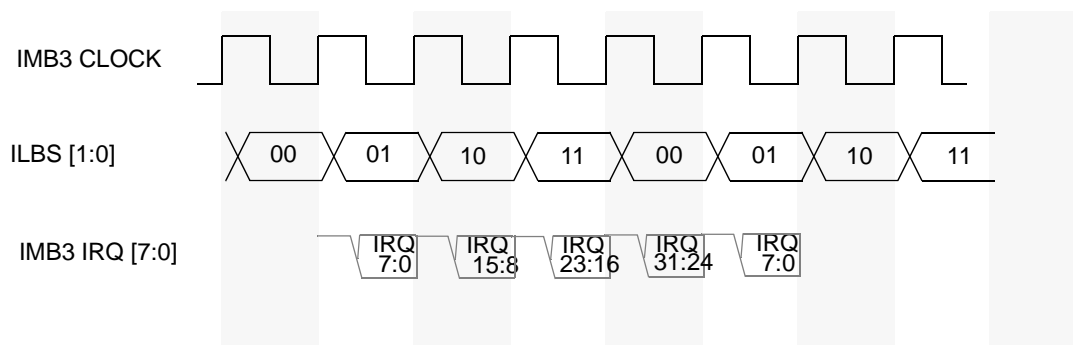 IMB3 CLOCK
ILBS [1:0] 00 01 10 11 00 01 10 11
IMB3 IRQ [7:0] IRQ IRQ IRQ IRQ IRQ
7:0 15:8 23:16 31:24 7:0